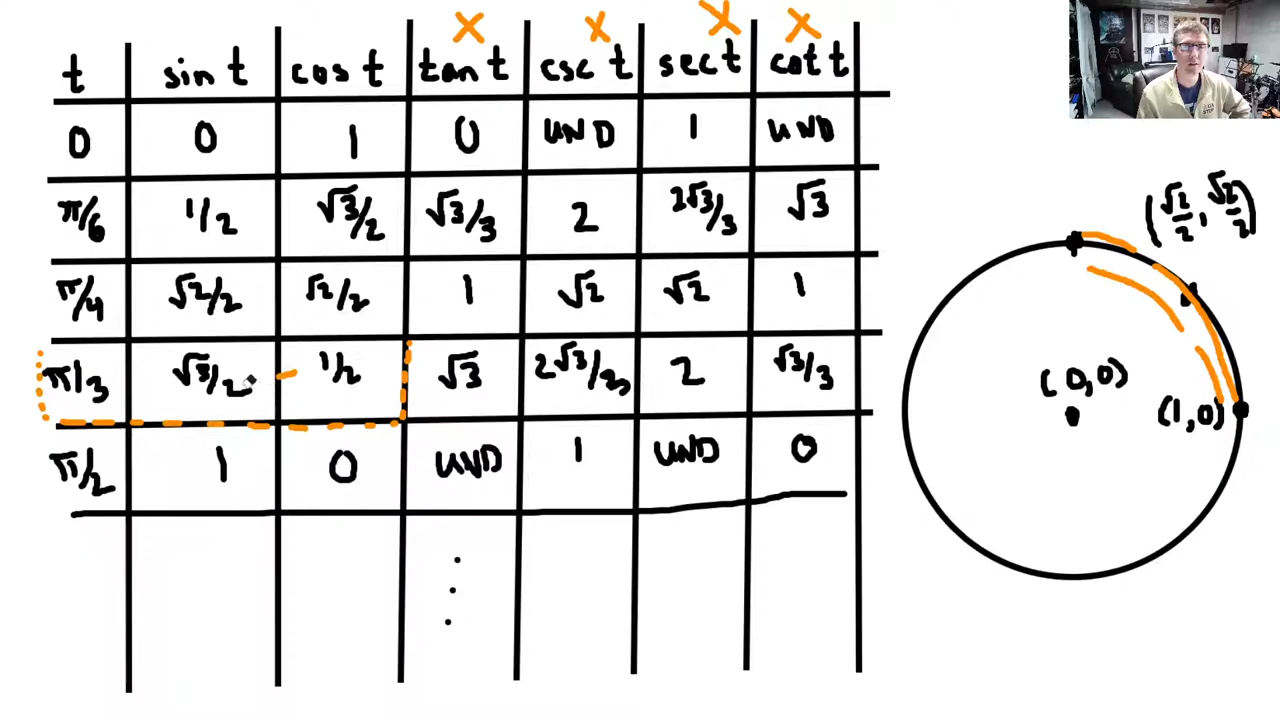 X X X X
t sin t cos t tan t csc t sec t cot t
0 0 1 0 UND 1 UND
π/6 1/2 √3/2 √3/3 2 2√3/3 √3
π/4 √2/2 √2/2 1 √2 √2 1
π/3 √3/2 1/2 √3 2√3/3 2 √3/3
π/2 1 0 UND 1 UND 0
(√2/2, √2/2)
(0,0)
(1,0)